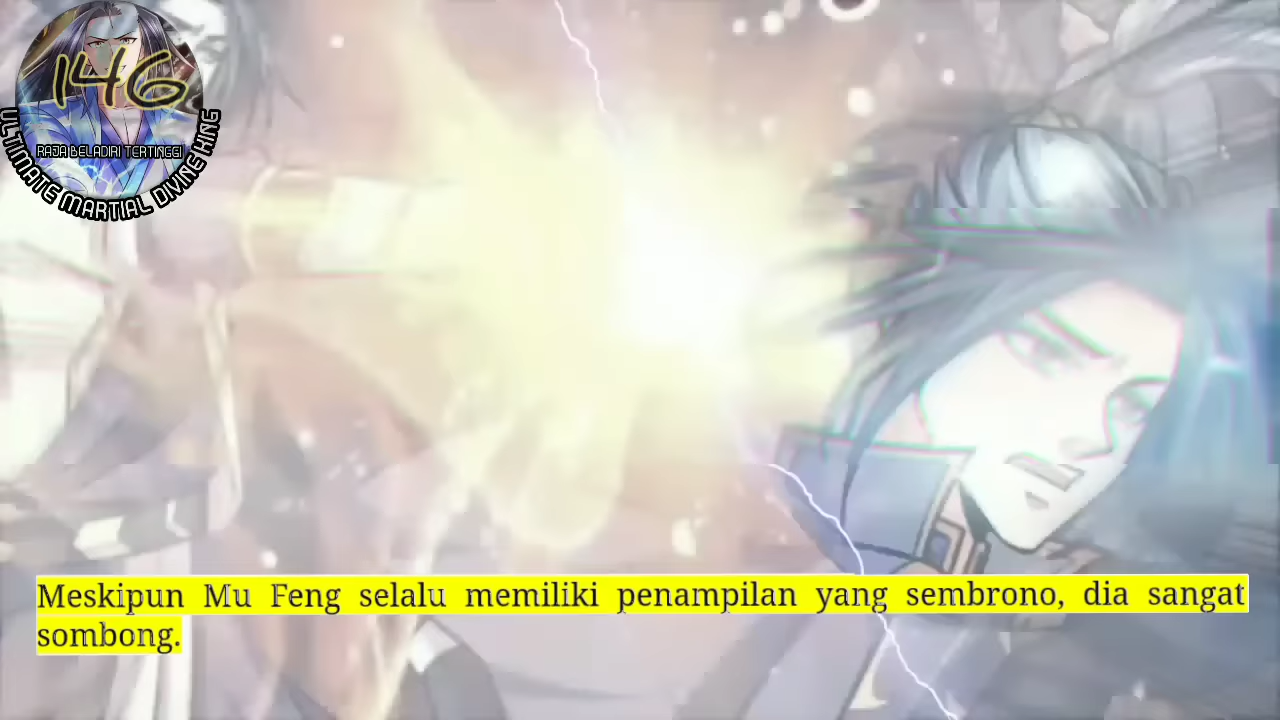 146
RAJA BELADIRI TERTINGGI
ULTIMATE MARTIAL DIVINE KING
Meskipun Mu Feng selalu memiliki penampilan yang sembrono, dia sangat
sombong.